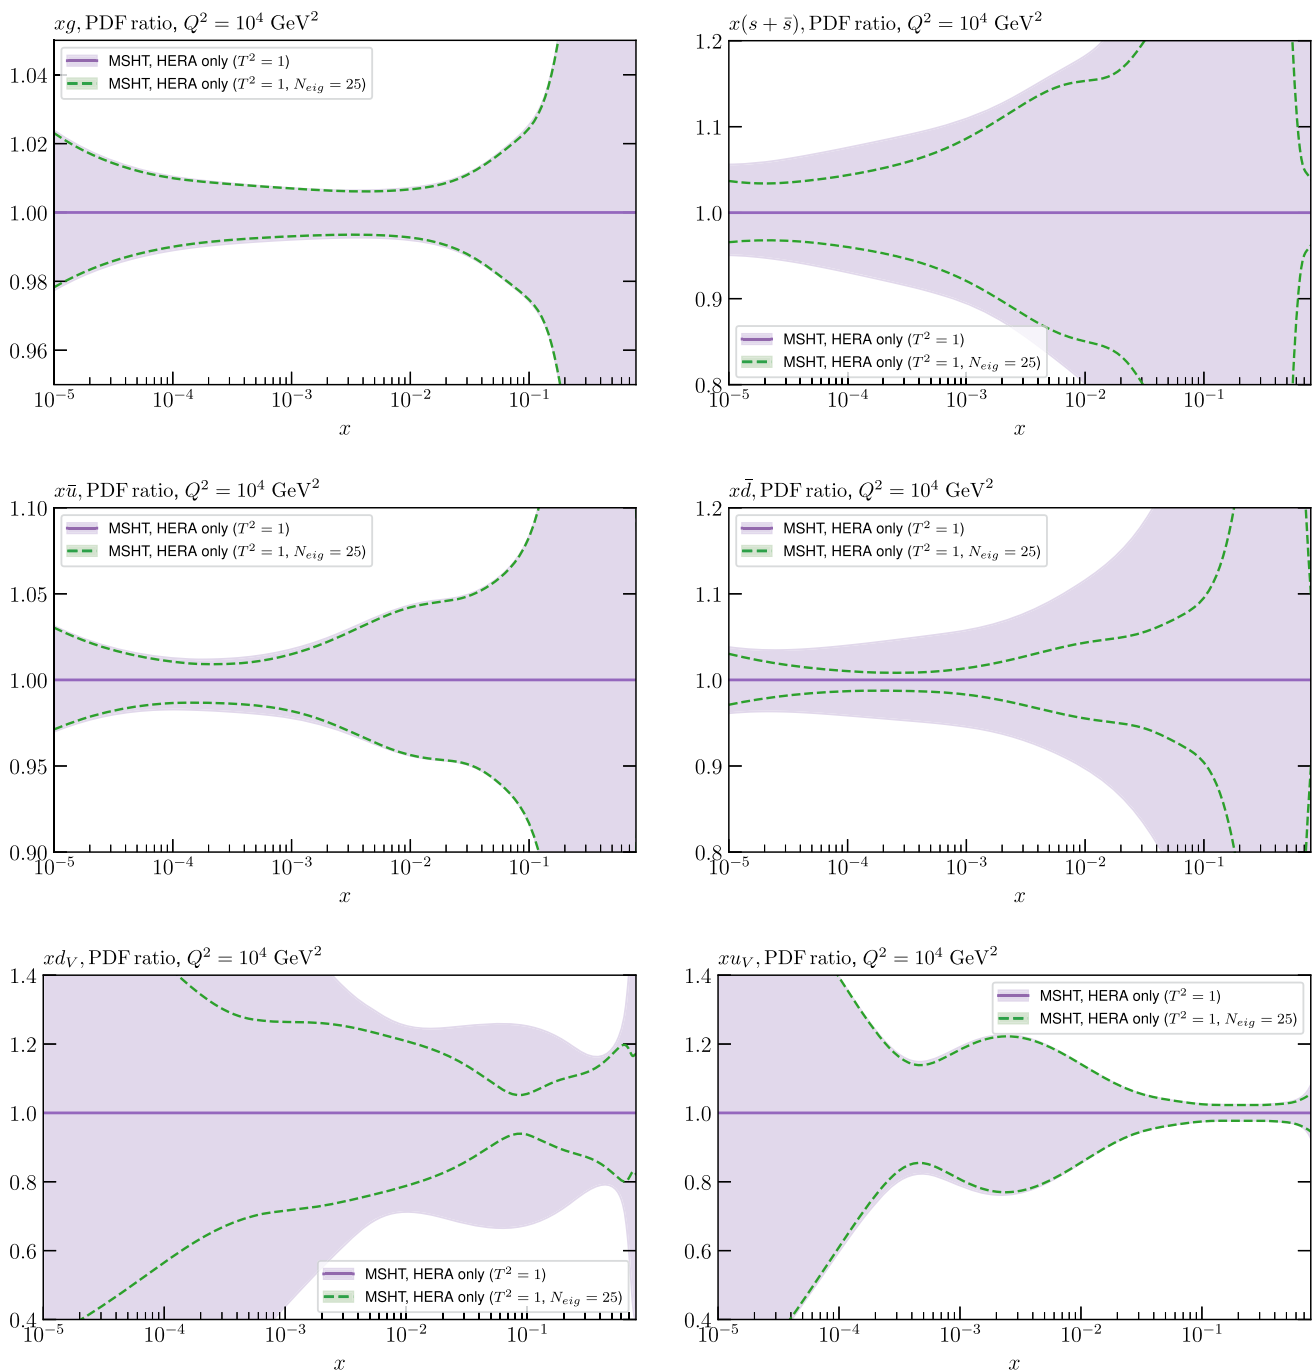 xg, PDF ratio, Q² = 10⁴ GeV²
MSHT, HERA only (T² = 1)
MSHT, HERA only (T² = 1, N_eig = 25)
1.04
1.02
1.00
0.98
0.96
10⁻⁵ 10⁻⁴ 10⁻³ 10⁻² 10⁻¹
x
x(s + s̄), PDF ratio, Q² = 10⁴ GeV²
1.2
1.1
1.0
0.9
0.8
MSHT, HERA only (T² = 1)
MSHT, HERA only (T² = 1, N_eig = 25)
10⁻⁵ 10⁻⁴ 10⁻³ 10⁻² 10⁻¹
x
xū, PDF ratio, Q² = 10⁴ GeV²
MSHT, HERA only (T² = 1)
MSHT, HERA only (T² = 1, N_eig = 25)
1.10
1.05
1.00
0.95
0.90
10⁻⁵ 10⁻⁴ 10⁻³ 10⁻² 10⁻¹
x
xd̄, PDF ratio, Q² = 10⁴ GeV²
MSHT, HERA only (T² = 1)
MSHT, HERA only (T² = 1, N_eig = 25)
1.2
1.1
1.0
0.9
0.8
10⁻⁵ 10⁻⁴ 10⁻³ 10⁻² 10⁻¹
x
xd_V, PDF ratio, Q² = 10⁴ GeV²
1.4
1.2
1.0
0.8
0.6
0.4
MSHT, HERA only (T² = 1)
MSHT, HERA only (T² = 1, N_eig = 25)
10⁻⁵ 10⁻⁴ 10⁻³ 10⁻² 10⁻¹
x
xu_V, PDF ratio, Q² = 10⁴ GeV²
MSHT, HERA only (T² = 1)
MSHT, HERA only (T² = 1, N_eig = 25)
1.4
1.2
1.0
0.8
0.6
0.4
10⁻⁵ 10⁻⁴ 10⁻³ 10⁻² 10⁻¹
x